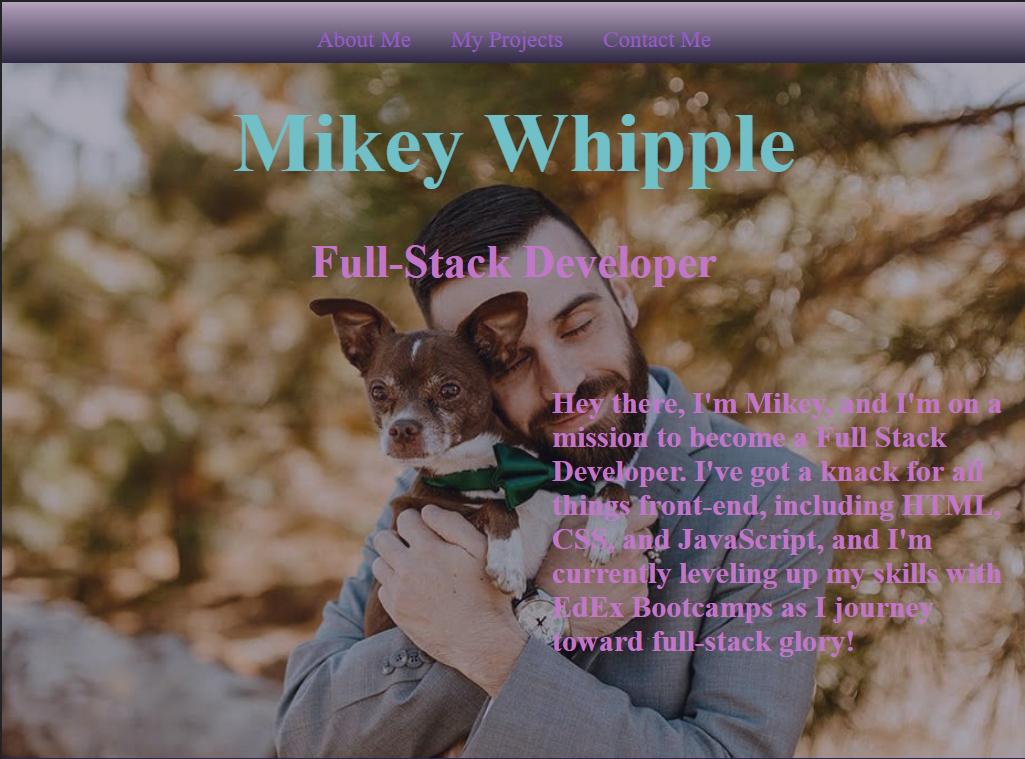 About Me My Projects Contact Me
Mikey Whipple
Full-Stack Developer
Hey there, I'm Mikey, and I'm on a
mission to become a Full Stack
Developer. I've got a knack for all
things front-end, including HTML,
CSS, and JavaScript, and I'm
currently leveling up my skills with
EdEx Bootcamps as I journey
toward full-stack glory!